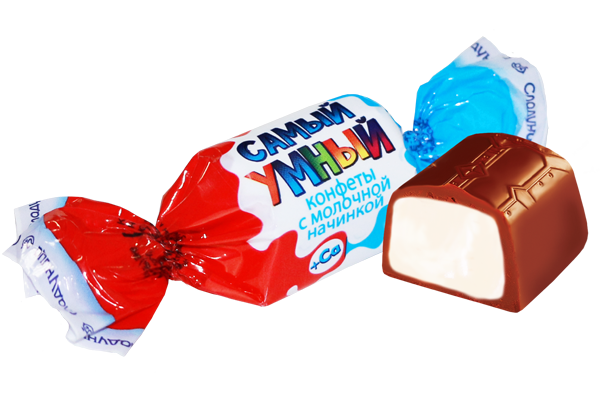 САМЫЙ
УМНЫЙ
конфеты
с молочной
начинкой
+Ca